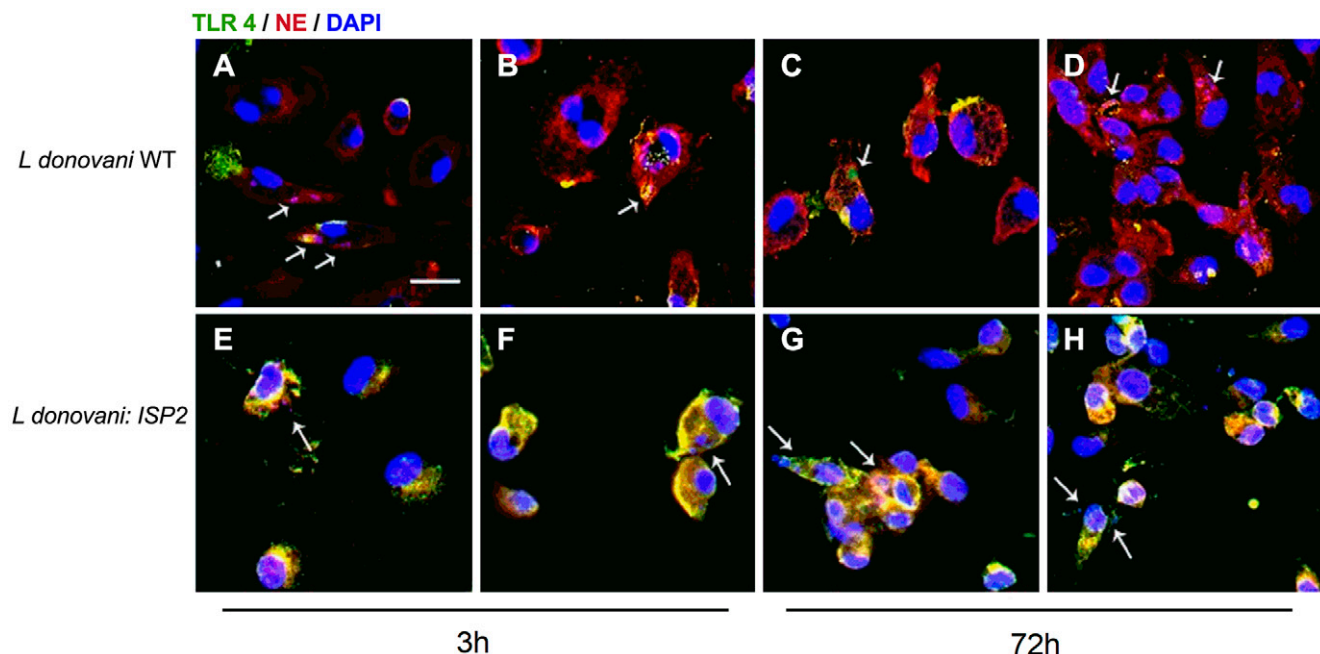 TLR 4 / NE / DAPI
A B C D
L donovani WT
E F G H
L donovani: ISP2
3h 72h